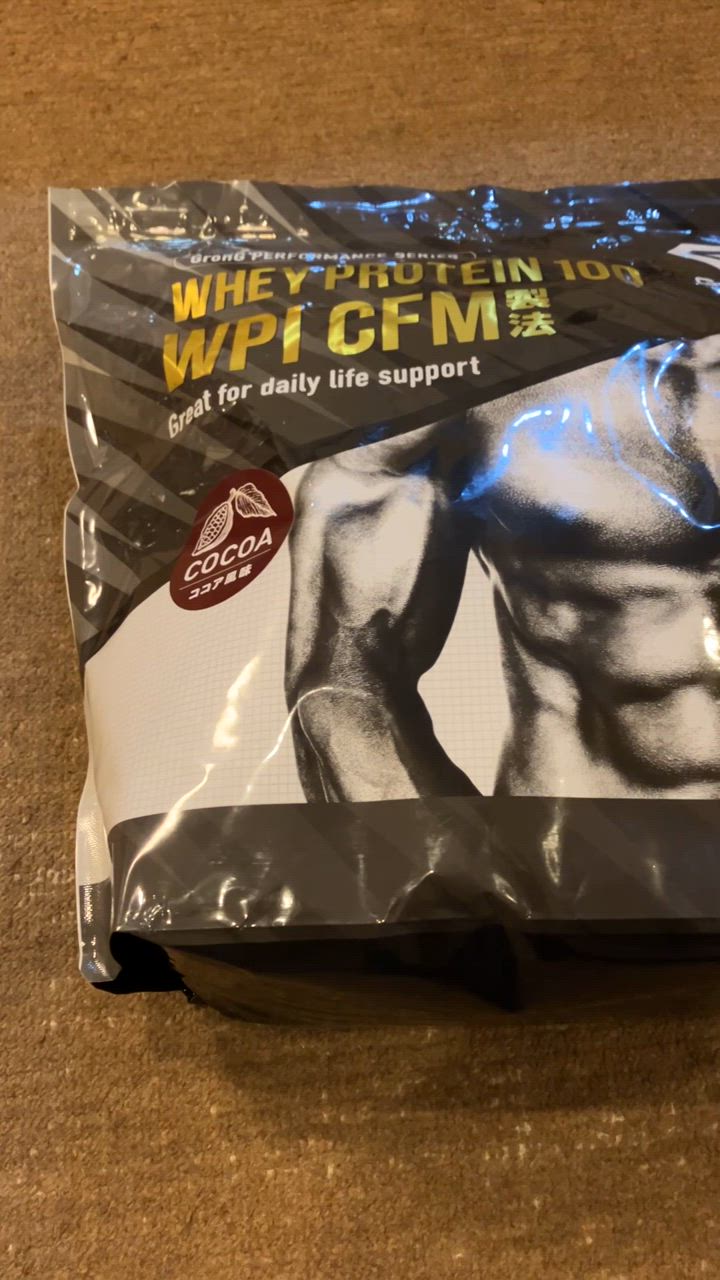 GronG PERFORMANCE SERIES
WHEY PROTEIN 100
WPI CFM製法
Great for daily life support
COCOA
ココア風味